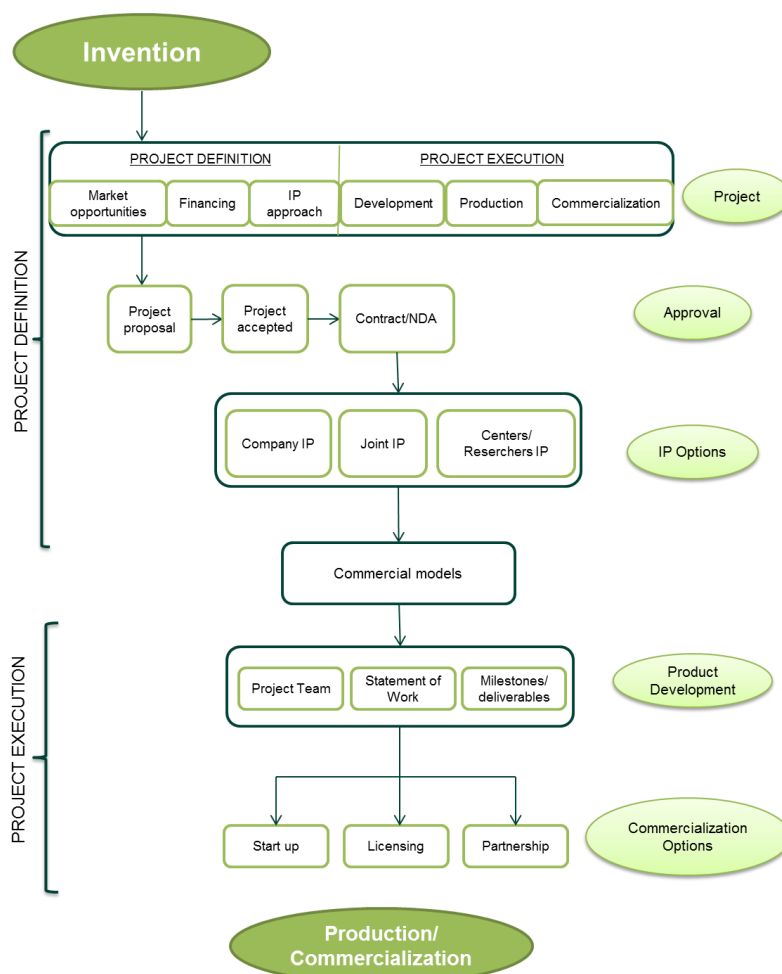 Invention
PROJECT DEFINITION
PROJECT EXECUTION
Market
opportunities
Financing
IP
approach
Development
Production
Commercialization
Project
PROJECT DEFINITION
Project
proposal
Project
accepted
Contract/NDA
Approval
Company IP
Joint IP
Centers/
Reserchers IP
IP Options
Commercial models
PROJECT EXECUTION
Project Team
Statement of
Work
Milestones/
deliverables
Product
Development
Start up
Licensing
Partnership
Commercialization
Options
Production/
Commercialization